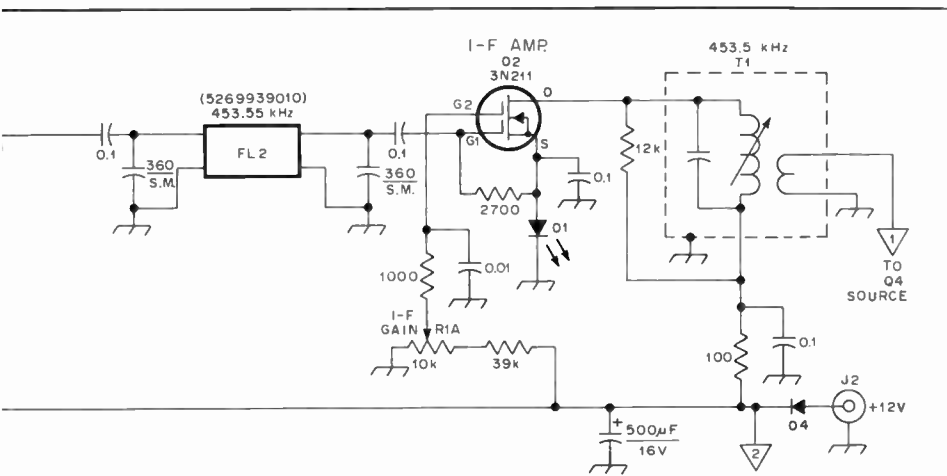 I-F AMP.
Q2
3N211
453.5 kHz
T1
(5269939010)
453.55 kHz
FL2
0.1
360
S.M.
0.1
360
S.M.
G2
G1
D
S
2700
0.1
D1
12k
1
TO
Q4
SOURCE
1000
0.01
I-F
GAIN R1A
10k
39k
100
0.1
J2
+12V
D4
+
500µF
16V
2